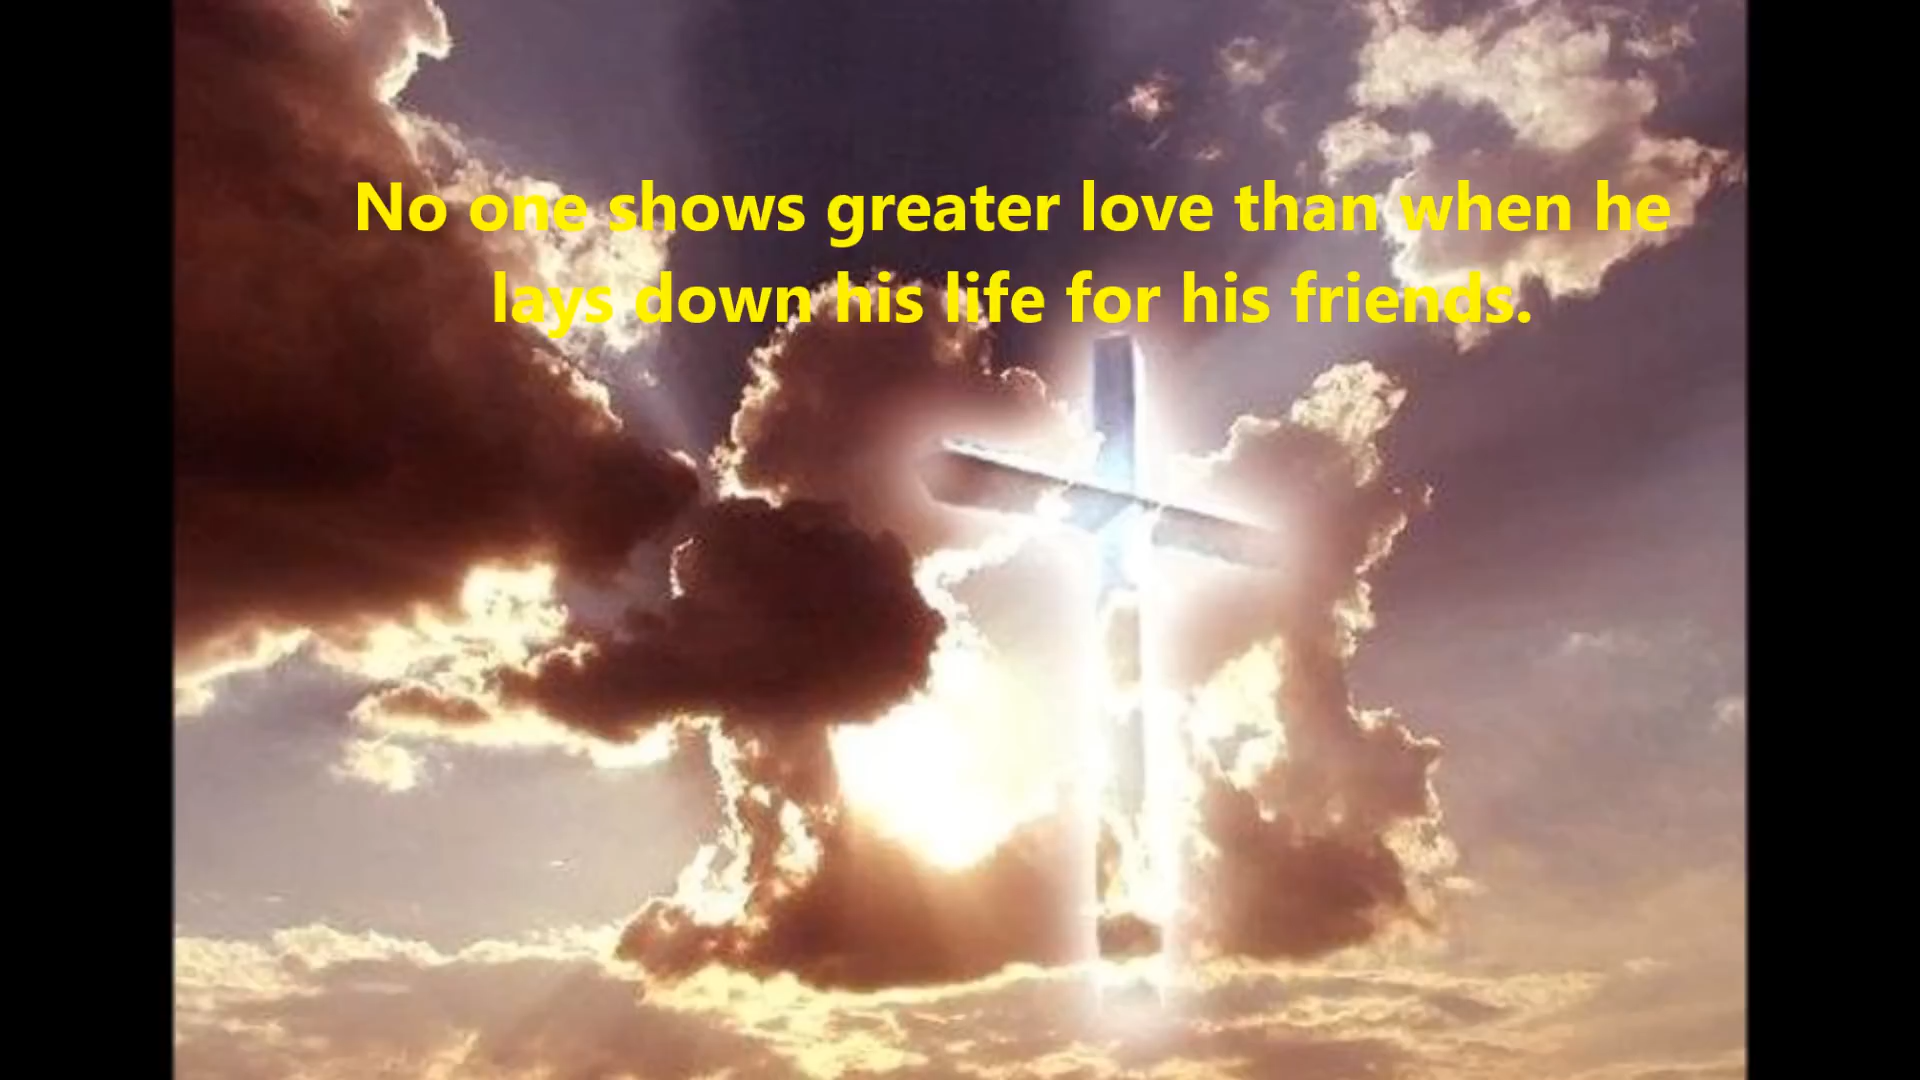 No one shows greater love than when he
lays down his life for his friends.